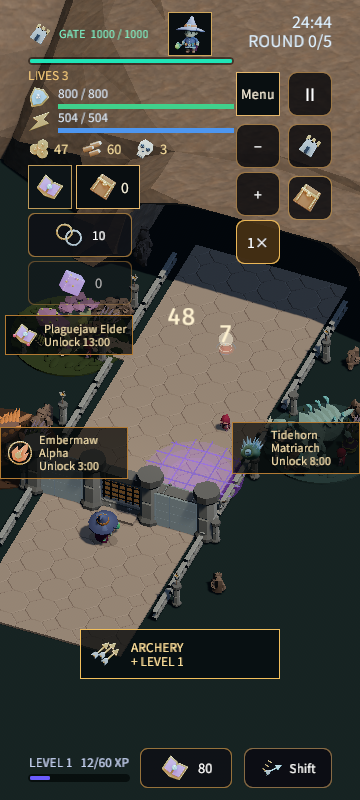 GATE 1000 / 1000
24:44
ROUND 0/5
LIVES 3
800 / 800
504 / 504
Menu
47
60
3
0
10
0
1×
Plaguejaw Elder
Unlock 13:00
48
7
Embermaw
Alpha
Unlock 3:00
Tidehorn
Matriarch
Unlock 8:00
ARCHERY
+ LEVEL 1
LEVEL 1 12/60 XP
80
Shift